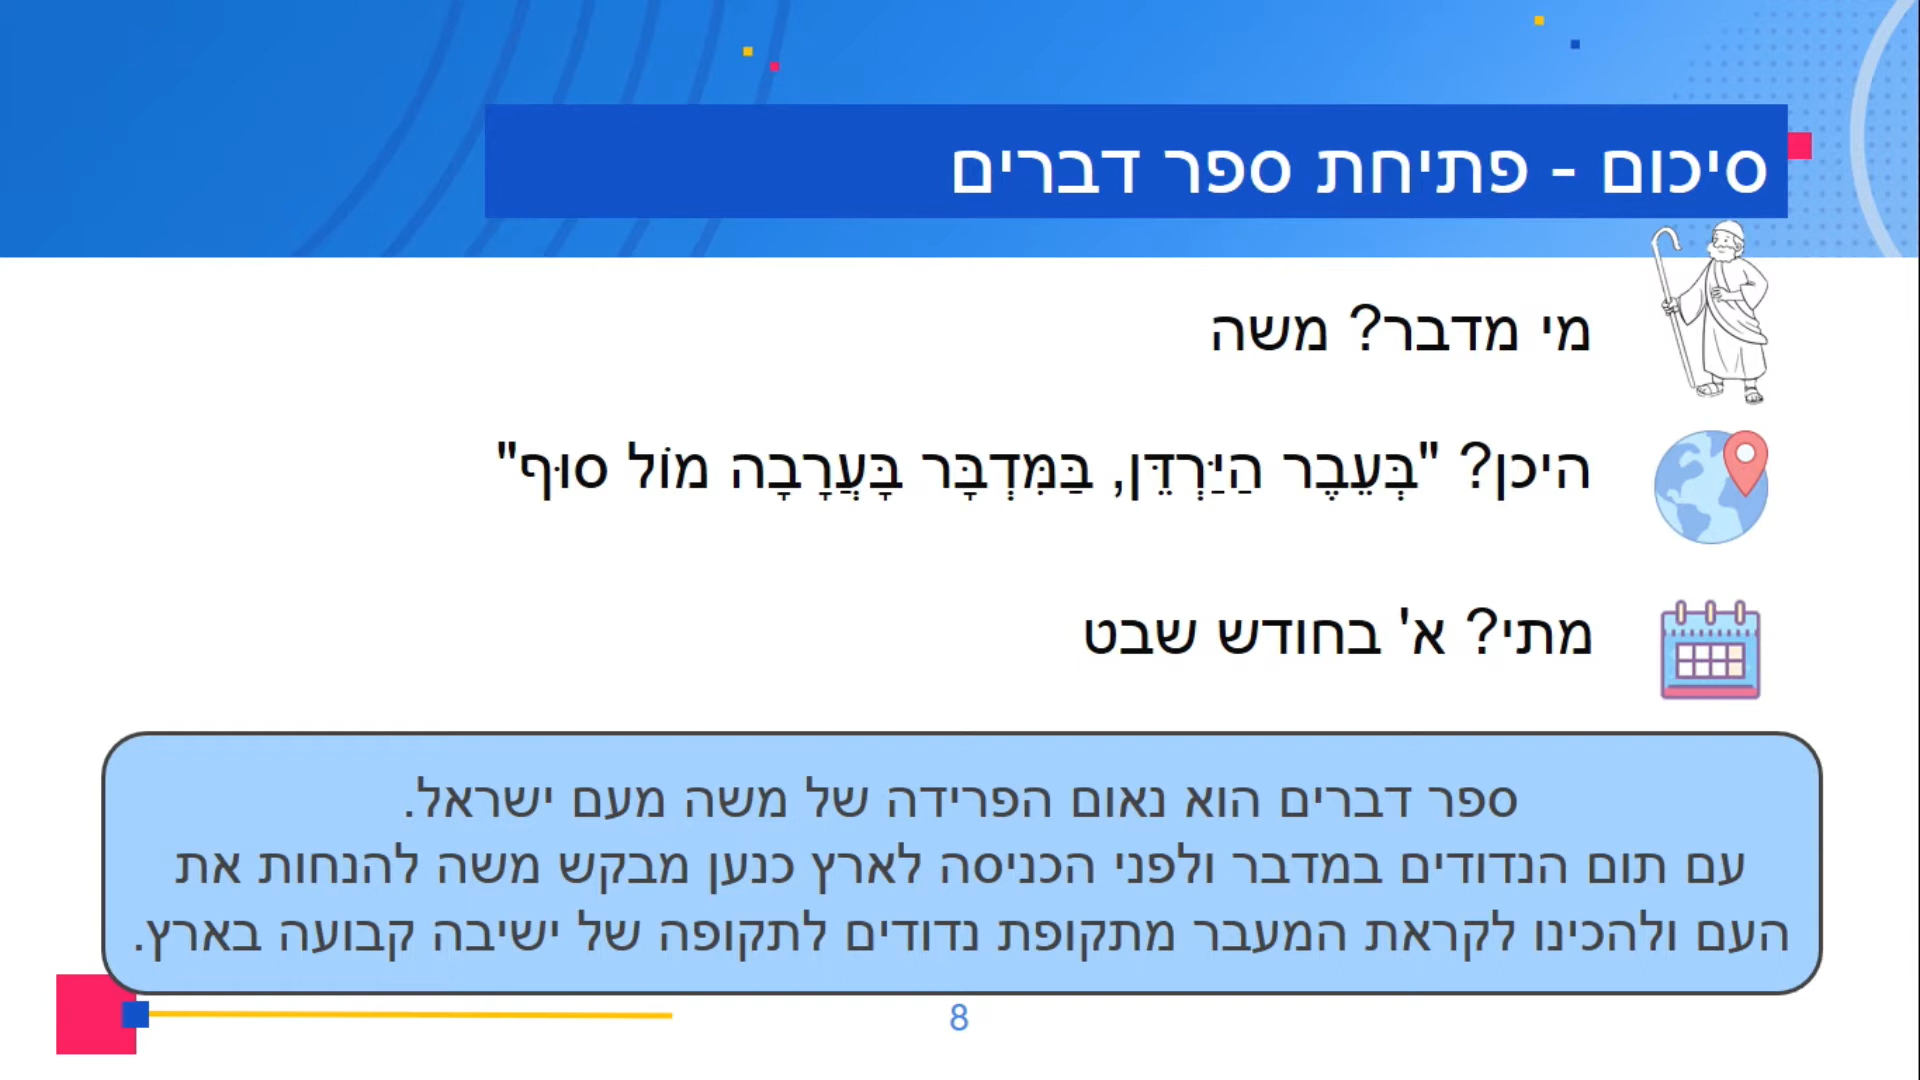 סיכום - פתיחת ספר דברים
מי מדבר? משה
היכן? "בְּעֵבֶר הַיַּרְדֵּן, בַּמִּדְבָּר בָּעֲרָבָה מוֹל סוּף"
מתי? א' בחודש שבט
ספר דברים הוא נאום הפרידה של משה מעם ישראל.
עם תום הנדודים במדבר ולפני הכניסה לארץ כנען מבקש משה להנחות את
העם ולהכינו לקראת המעבר מתקופת נדודים לתקופה של ישיבה קבועה בארץ.
8